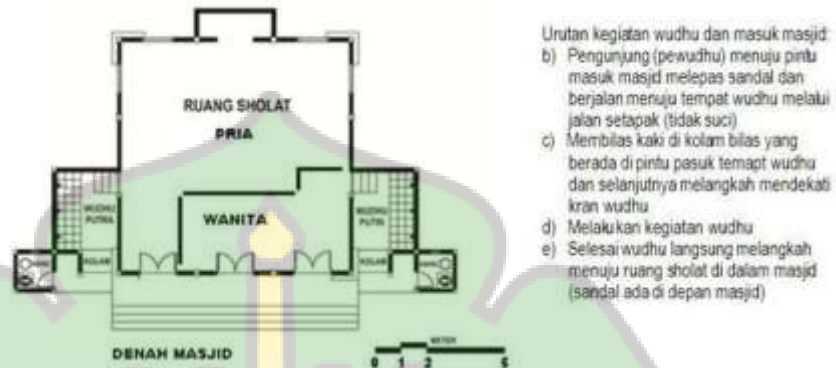 RUANG SHOLAT
PRIA
WANITA
WUDHU
PUTRA
WUDHU
PUTRI
KOLAM
KOLAM
DENAH MASJID
METER
0 1 2 5
Urutan kegiatan wudhu dan masuk masjid:
b) Pengunjung (pewudhu) menuju pintu
masuk masjid melepas sandal dan
berjalan menuju tempat wudhu melalui
jalan setapak (tidak suci)
c) Membilas kaki di kolam bilas yang
berada di pintu pasuk temapt wudhu
dan selanjutnya melangkah mendekati
kran wudhu
d) Melakukan kegiatan wudhu
e) Selesai wudhu langsung melangkah
menuju ruang sholat di dalam masjid
(sandal ada di depan masjid)